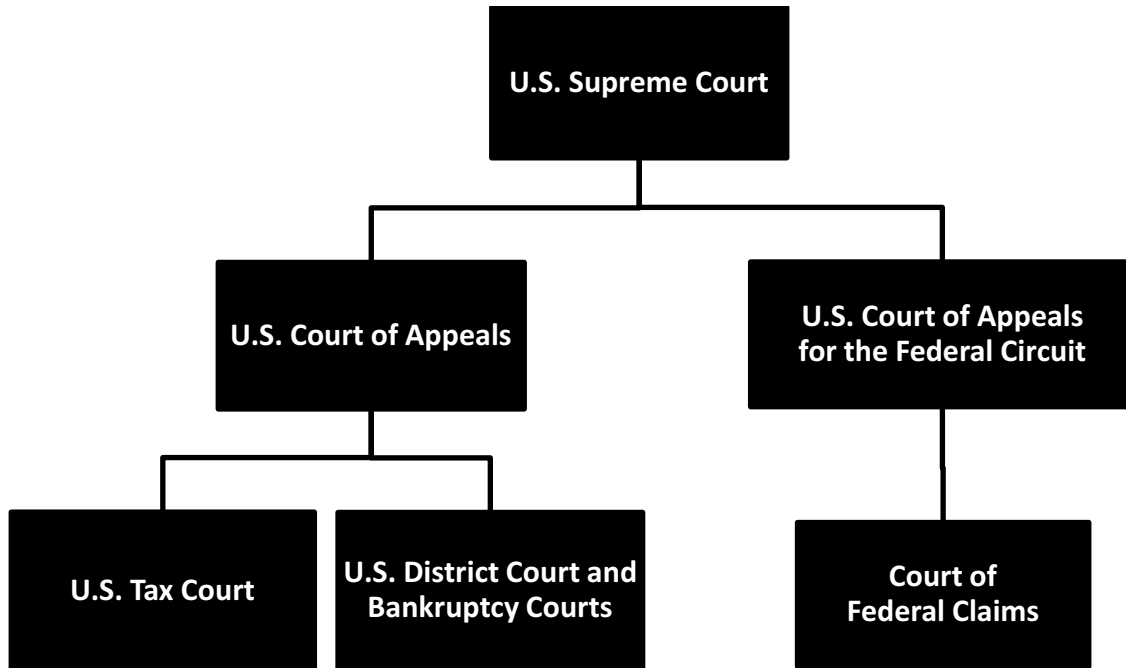 U.S. Supreme Court
U.S. Court of Appeals
U.S. Court of Appeals
for the Federal Circuit
U.S. Tax Court
U.S. District Court and
Bankruptcy Courts
Court of
Federal Claims